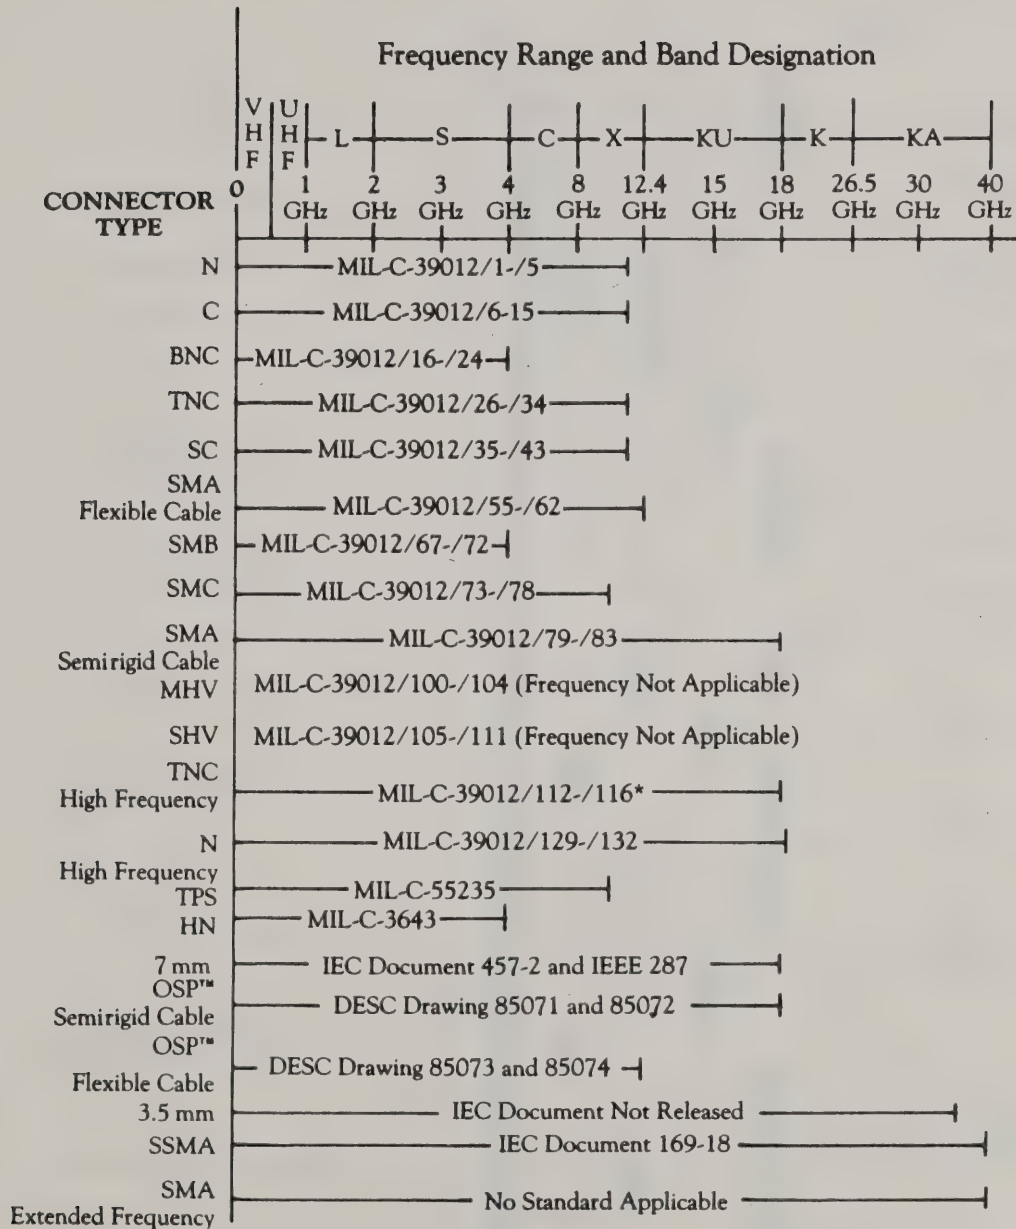 Frequency Range and Band Designation
VHF UHF L S C X KU K KA
CONNECTOR TYPE
0 1 GHz 2 GHz 3 GHz 4 GHz 8 GHz 12.4 GHz 15 GHz 18 GHz 26.5 GHz 30 GHz 40 GHz
N MIL-C-39012/1-/5
C MIL-C-39012/6-15
BNC MIL-C-39012/16-/24
TNC MIL-C-39012/26-/34
SC MIL-C-39012/35-/43
SMA
Flexible Cable MIL-C-39012/55-/62
SMB MIL-C-39012/67-/72
SMC MIL-C-39012/73-/78
SMA MIL-C-39012/79-/83
Semirigid Cable
MHV MIL-C-39012/100-/104 (Frequency Not Applicable)
SHV MIL-C-39012/105-/111 (Frequency Not Applicable)
TNC
High Frequency MIL-C-39012/112-/116*
N MIL-C-39012/129-/132
High Frequency
TPS MIL-C-55235
HN MIL-C-3643
7 mm IEC Document 457-2 and IEEE 287
OSP™
Semirigid Cable DESC Drawing 85071 and 85072
OSP™
Flexible Cable DESC Drawing 85073 and 85074
3.5 mm IEC Document Not Released
SSMA IEC Document 169-18
SMA
Extended Frequency No Standard Applicable